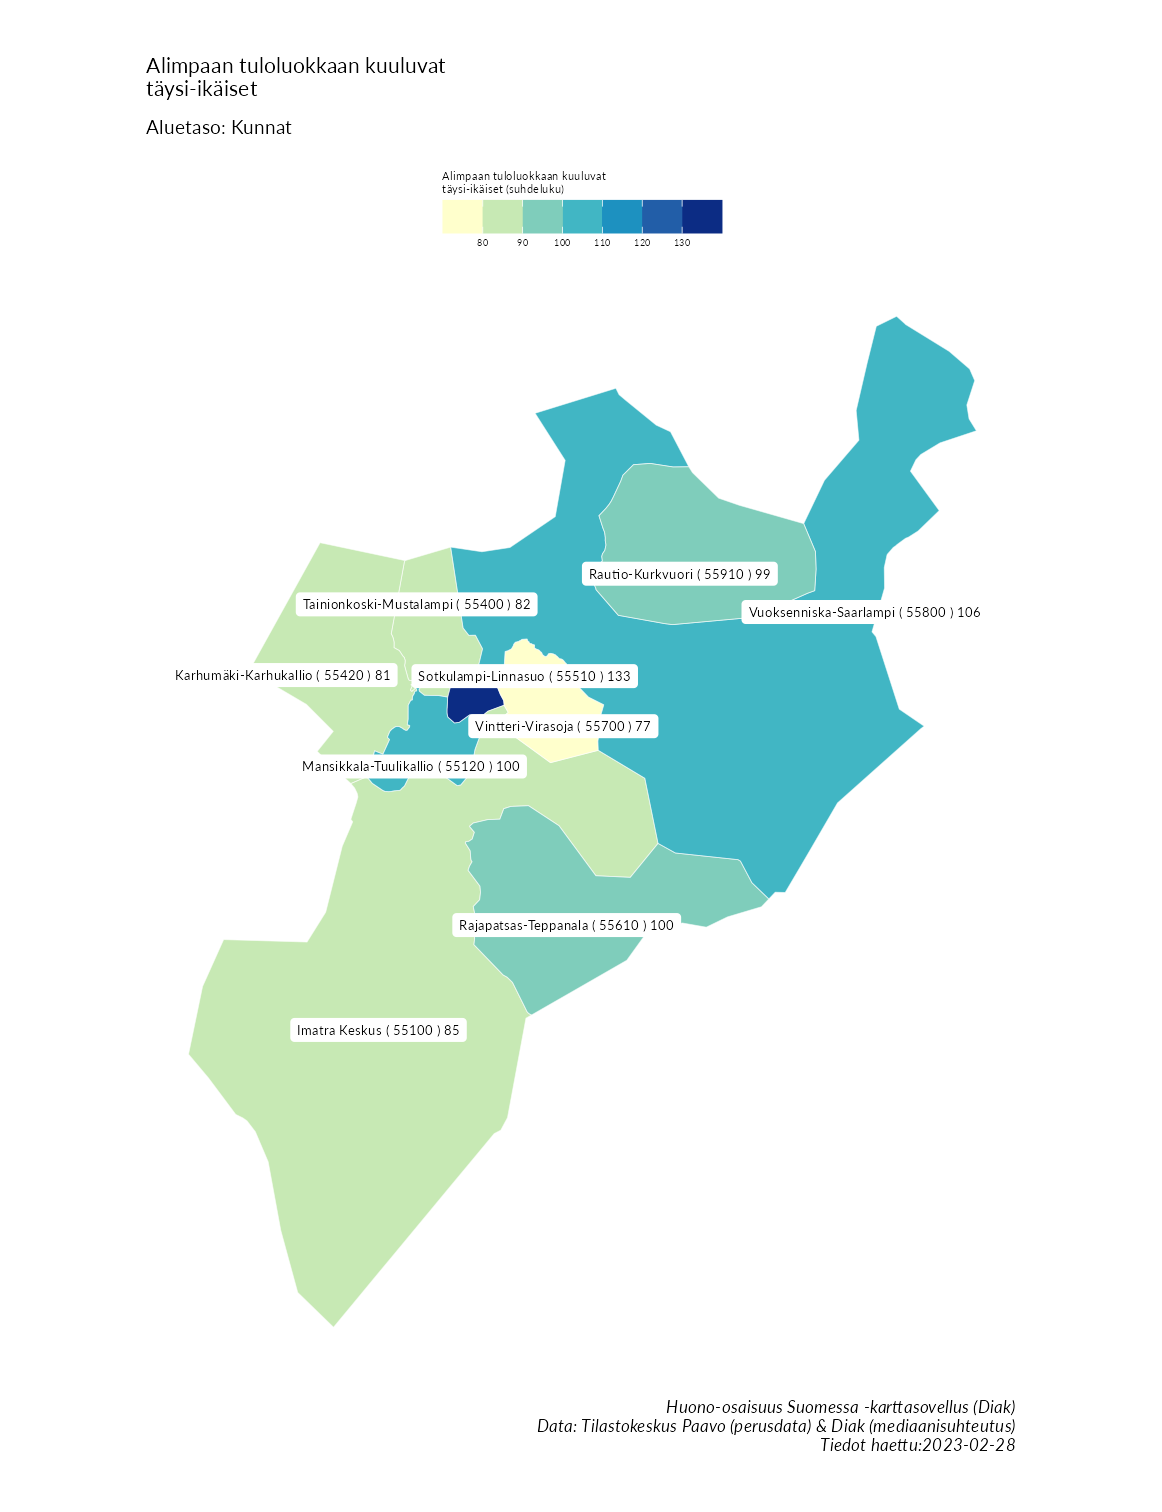 Alimpaan tuloluokkaan kuuluvat
täysi-ikäiset
Aluetaso: Kunnat
Alimpaan tuloluokkaan kuuluvat
täysi-ikäiset (suhdeluku)
80 90 100 110 120 130
Rautio-Kurkvuori ( 55910 ) 99
Tainionkoski-Mustalampi ( 55400 ) 82
Vuoksenniska-Saarlampi ( 55800 ) 106
Karhumäki-Karhukallio ( 55420 ) 81
Sotkulampi-Linnasuo ( 55510 ) 133
Vintteri-Virasoja ( 55700 ) 77
Mansikkala-Tuulikallio ( 55120 ) 100
Rajapatsas-Teppanala ( 55610 ) 100
Imatra Keskus ( 55100 ) 85
Huono-osaisuus Suomessa -karttasovellus (Diak)
Data: Tilastokeskus Paavo (perusdata) & Diak (mediaanisuhteutus)
Tiedot haettu:2023-02-28